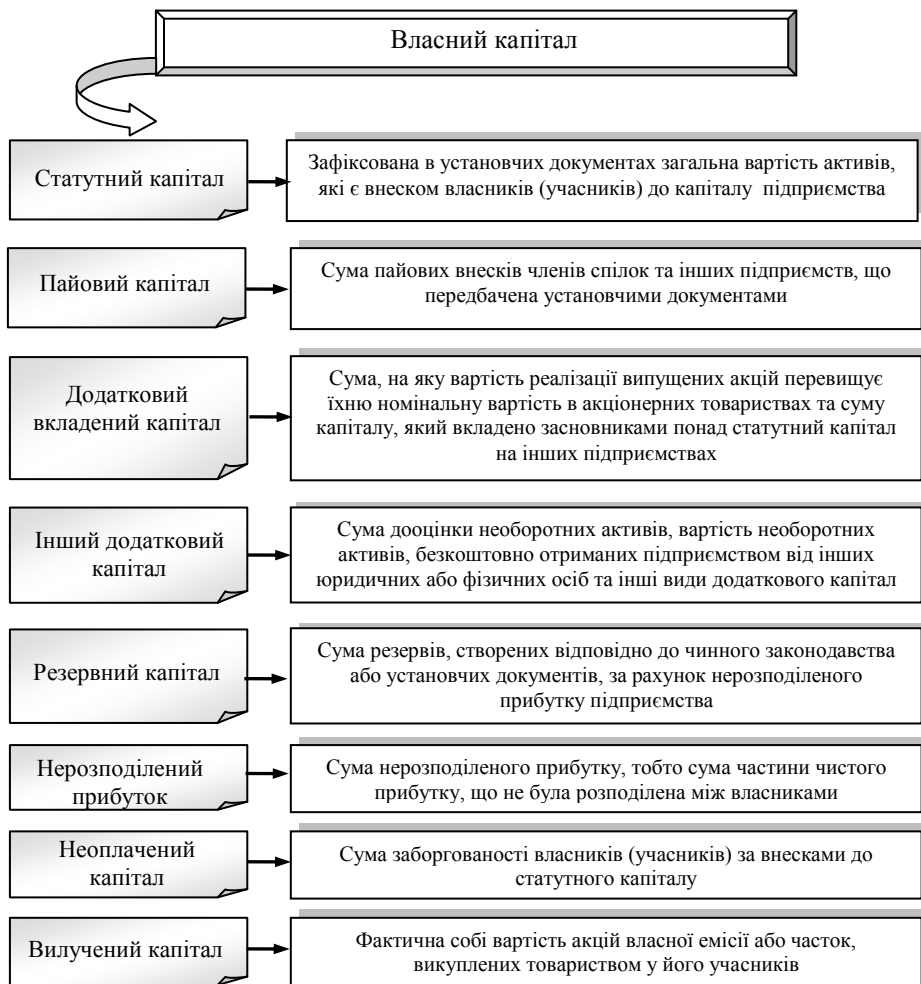 Власний капітал
Статутний капітал
Зафіксована в установчих документах загальна вартість активів,
які є внеском власників (учасників) до капіталу підприємства
Пайовий капітал
Сума пайових внесків членів спілок та інших підприємств, що
передбачена установчими документами
Додатковий
вкладений капітал
Сума, на яку вартість реалізації випущених акцій перевищує
їхню номінальну вартість в акціонерних товариствах та суму
капіталу, який вкладено засновниками понад статутний капітал
на інших підприємствах
Інший додатковий
капітал
Сума дооцінки необоротних активів, вартість необоротних
активів, безкоштовно отриманих підприємством від інших
юридичних або фізичних осіб та інші види додаткового капітал
Резервний капітал
Сума резервів, створених відповідно до чинного законодавства
або установчих документів, за рахунок нерозподіленого
прибутку підприємства
Нерозподілений
прибуток
Сума нерозподіленого прибутку, тобто сума частини чистого
прибутку, що не була розподілена між власниками
Неоплачений
капітал
Сума заборгованості власників (учасників) за внесками до
статутного капіталу
Вилучений капітал
Фактична собі вартість акцій власної емісії або часток,
викуплених товариством у його учасників